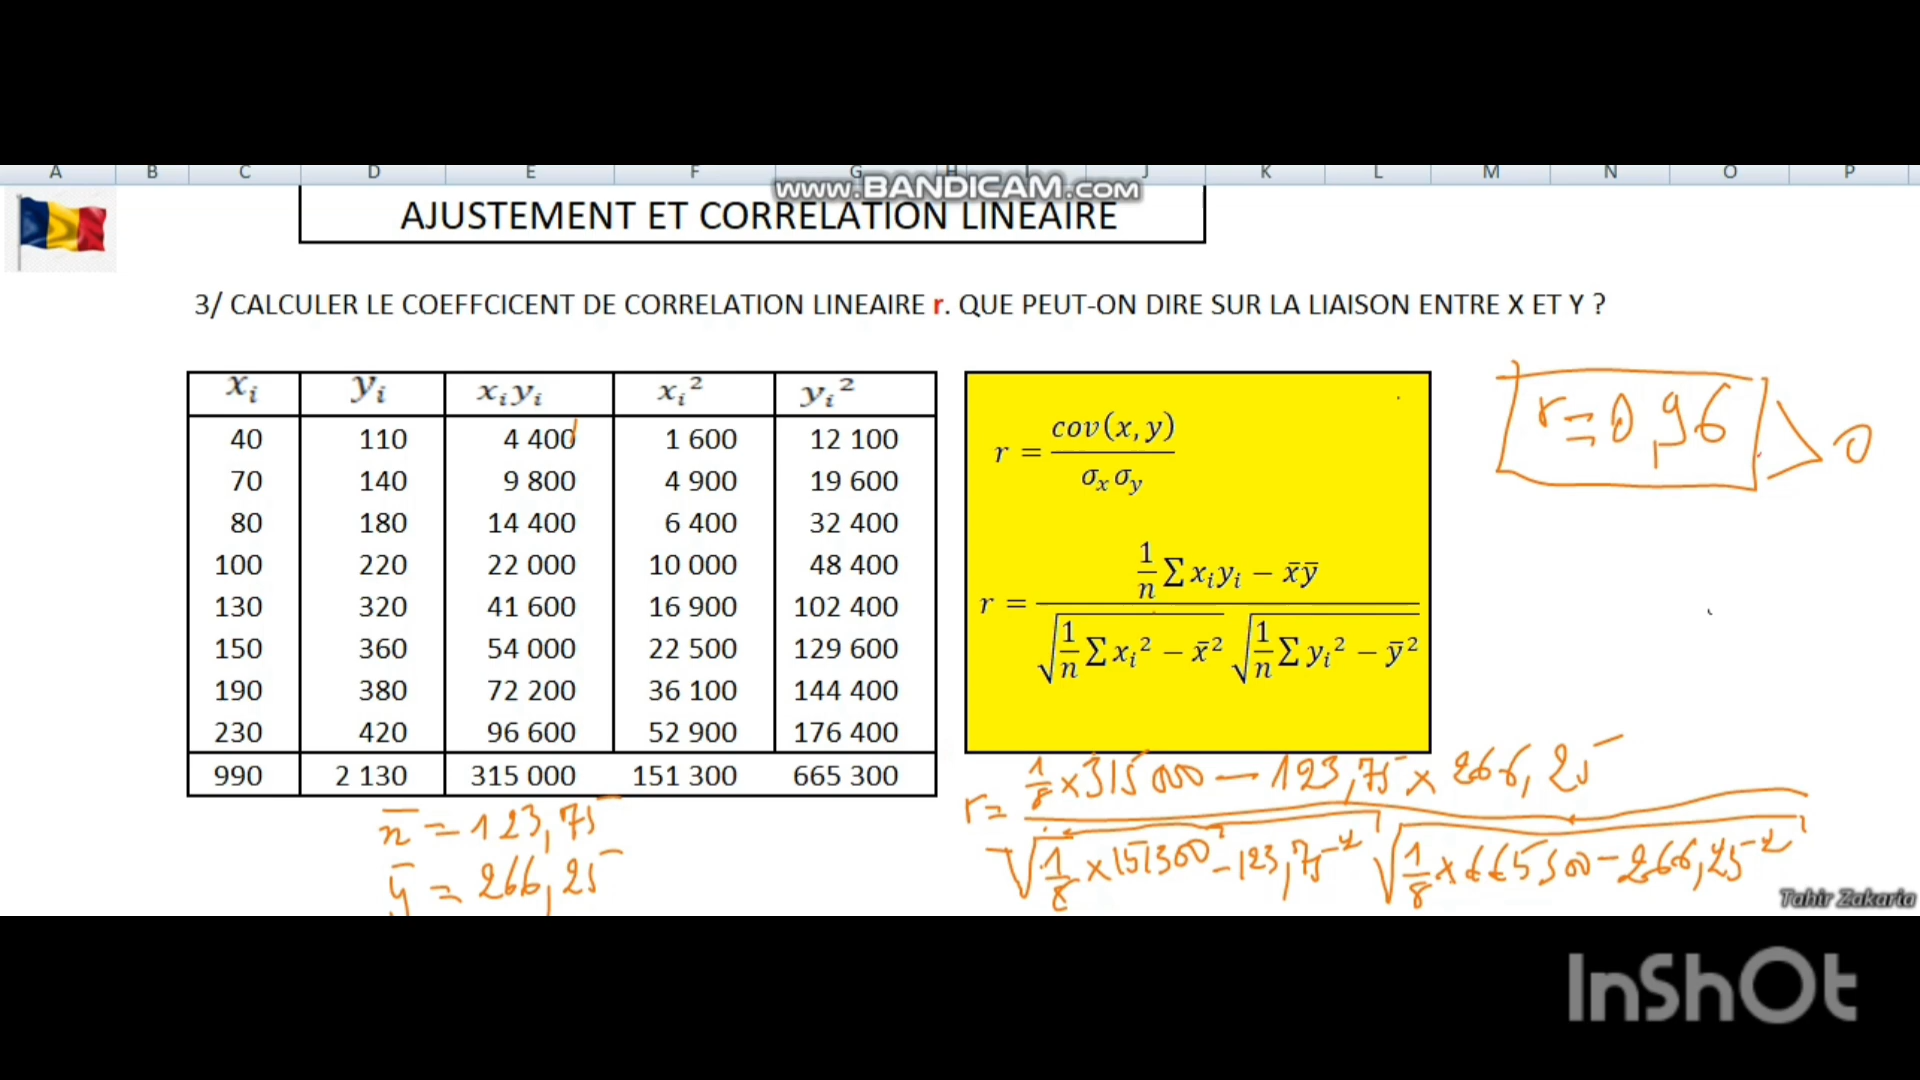 A B C D E F G H I J K L M N O P
www.BANDICAM.com
AJUSTEMENT ET CORRELATION LINEAIRE
3/ CALCULER LE COEFFCICENT DE CORRELATION LINEAIRE r. QUE PEUT-ON DIRE SUR LA LIAISON ENTRE X ET Y ?
xᵢ yᵢ xᵢyᵢ xᵢ² yᵢ²
40 110 4 400 1 600 12 100
70 140 9 800 4 900 19 600
80 180 14 400 6 400 32 400
100 220 22 000 10 000 48 400
130 320 41 600 16 900 102 400
150 360 54 000 22 500 129 600
190 380 72 200 36 100 144 400
230 420 96 600 52 900 176 400
990 2 130 315 000 151 300 665 300
r = cov(x, y) / σₓ σᵧ
r = (1/n ∑ xᵢyᵢ − x̄ȳ) / (√(1/n ∑ xᵢ² − x̄²) √(1/n ∑ yᵢ² − ȳ²))
r = 0,96 > 0
x̄ = 123,75
ȳ = 266,25
r = (1/8 × 315 000 − 123,75 × 266,25) / (√(1/8 × 151300 − 123,75²) √(1/8 × 665300 − 266,25²))
Tahir Zakaria
InShOt